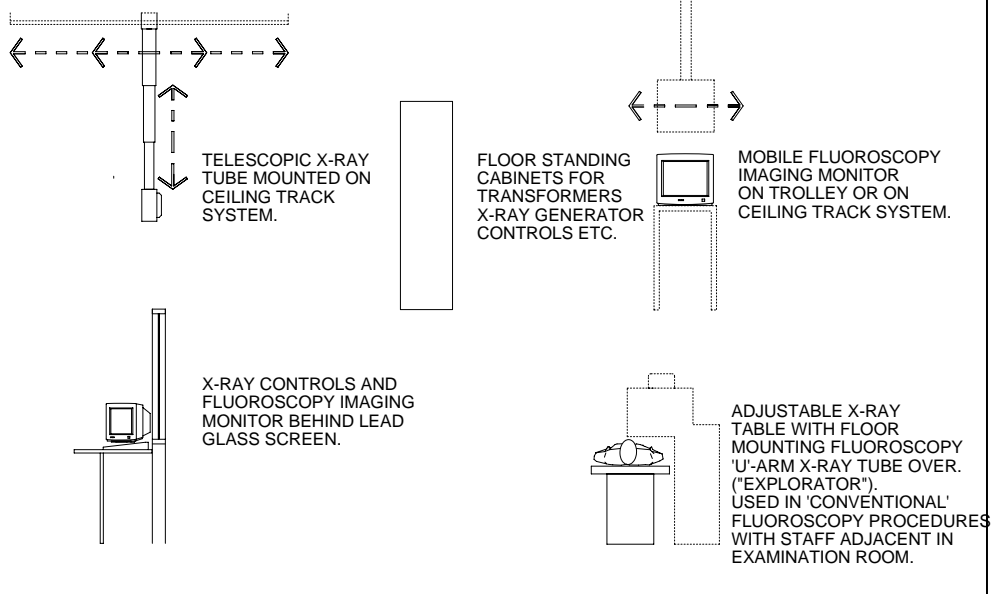 TELESCOPIC X-RAY
TUBE MOUNTED ON
CEILING TRACK
SYSTEM.
FLOOR STANDING
CABINETS FOR
TRANSFORMERS
X-RAY GENERATOR
CONTROLS ETC.
MOBILE FLUOROSCOPY
IMAGING MONITOR
ON TROLLEY OR ON
CEILING TRACK SYSTEM.
X-RAY CONTROLS AND
FLUOROSCOPY IMAGING
MONITOR BEHIND LEAD
GLASS SCREEN.
ADJUSTABLE X-RAY
TABLE WITH FLOOR
MOUNTING FLUOROSCOPY
'U'-ARM X-RAY TUBE OVER.
("EXPLORATOR").
USED IN 'CONVENTIONAL'
FLUOROSCOPY PROCEDURES
WITH STAFF ADJACENT IN
EXAMINATION ROOM.